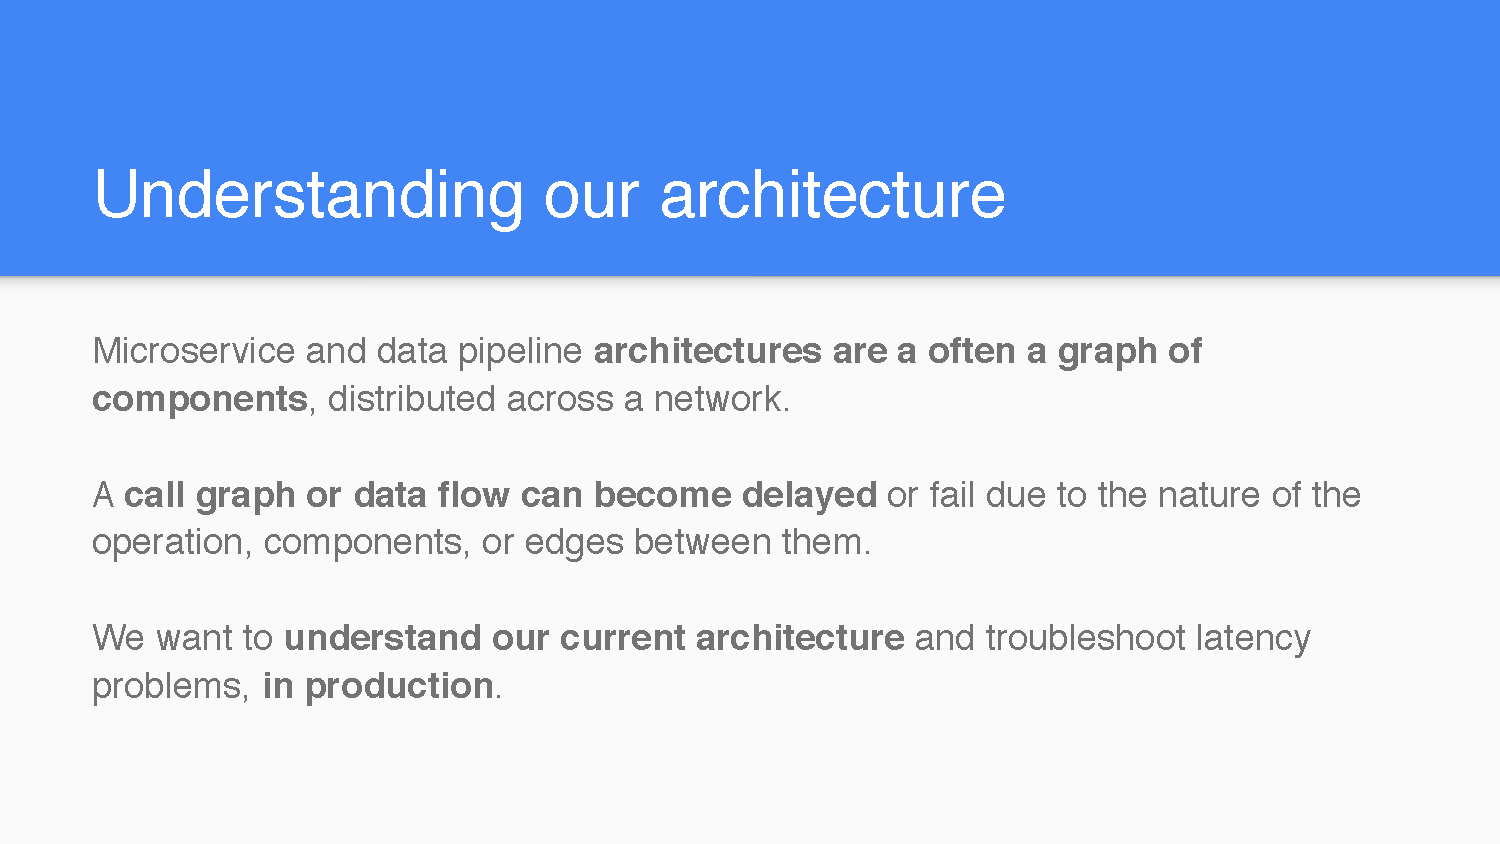 Understanding our architecture
Microservice and data pipeline architectures are a often a graph of
components, distributed across a network.
A call graph or data flow can become delayed or fail due to the nature of the
operation, components, or edges between them.
We want to understand our current architecture and troubleshoot latency
problems, in production.